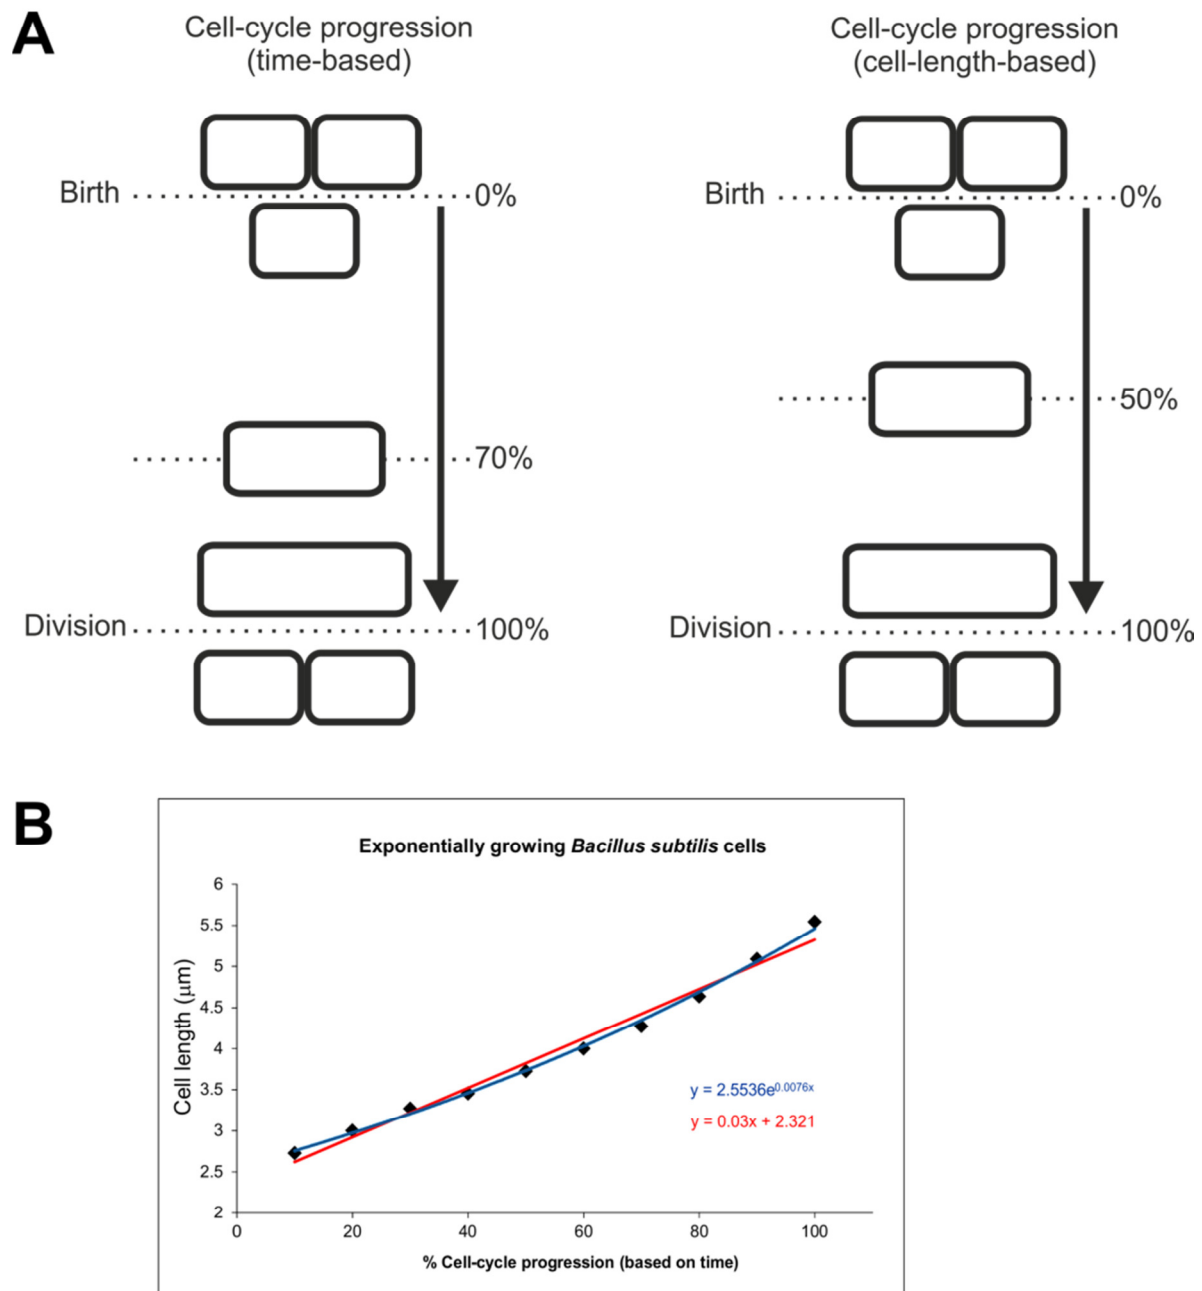 A
Cell-cycle progression
(time-based)
Birth
0%
70%
Division
100%
Cell-cycle progression
(cell-length-based)
Birth
0%
50%
Division
100%
B
Exponentially growing Bacillus subtilis cells
6
5.5
5
4.5
4
3.5
3
2.5
2
Cell length (μm)
y = 2.5536e^0.0076x
y = 0.03x + 2.321
0 20 40 60 80 100
% Cell-cycle progression (based on time)